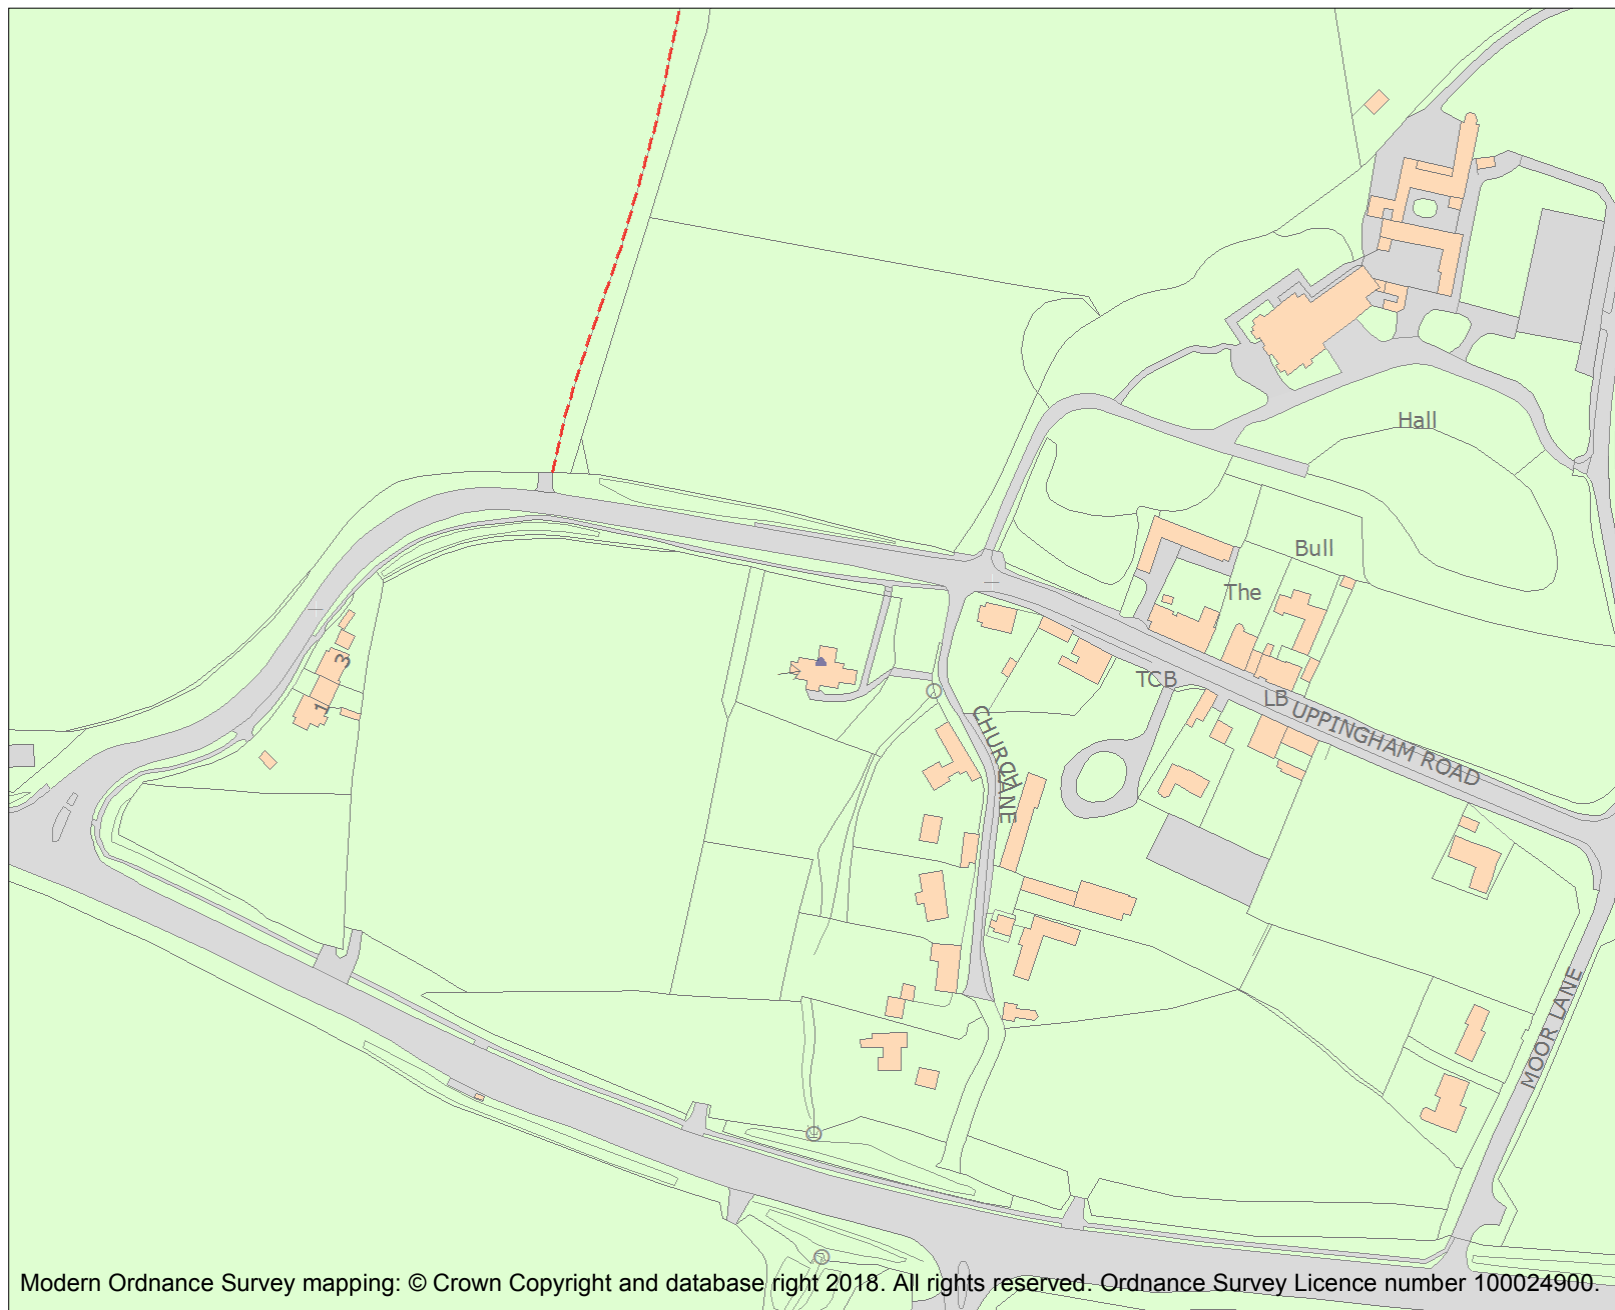 Hall
Bull
The
3
1
TCB
LB
UPPINGHAM ROAD
CHURCH
LANE
MOOR LANE
Modern Ordnance Survey mapping: © Crown Copyright and database right 2018. All rights reserved. Ordnance Survey Licence number 100024900.